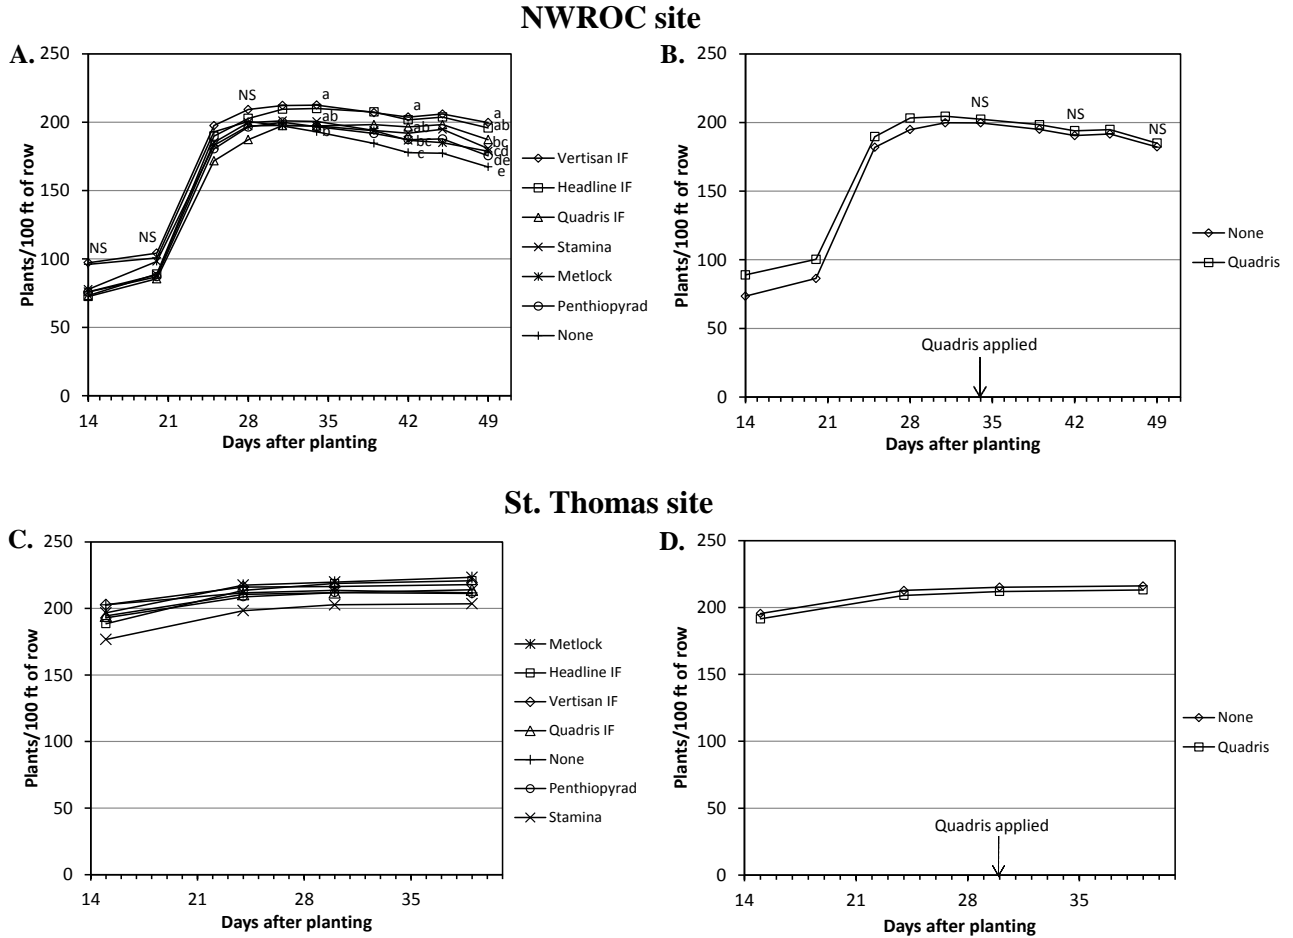 NWROC site
A.
250
200
150
100
50
0
Plants/100 ft of row
NS
NS
NS
a
ab
b
a
ab
bc
c
a
ab
bc
cd
de
e
14 21 28 35 42 49
Days after planting
Vertisan IF
Headline IF
Quadris IF
Stamina
Metlock
Penthiopyrad
None
B.
250
200
150
100
50
0
Plants/100 ft of row
NS
NS
NS
Quadris applied
14 21 28 35 42 49
Days after planting
None
Quadris
St. Thomas site
C.
250
200
150
100
50
0
Plants/100 ft of row
14 21 28 35
Days after planting
Metlock
Headline IF
Vertisan IF
Quadris IF
None
Penthiopyrad
Stamina
D.
250
200
150
100
50
0
Plants/100 ft of row
Quadris applied
14 21 28 35
Days after planting
None
Quadris